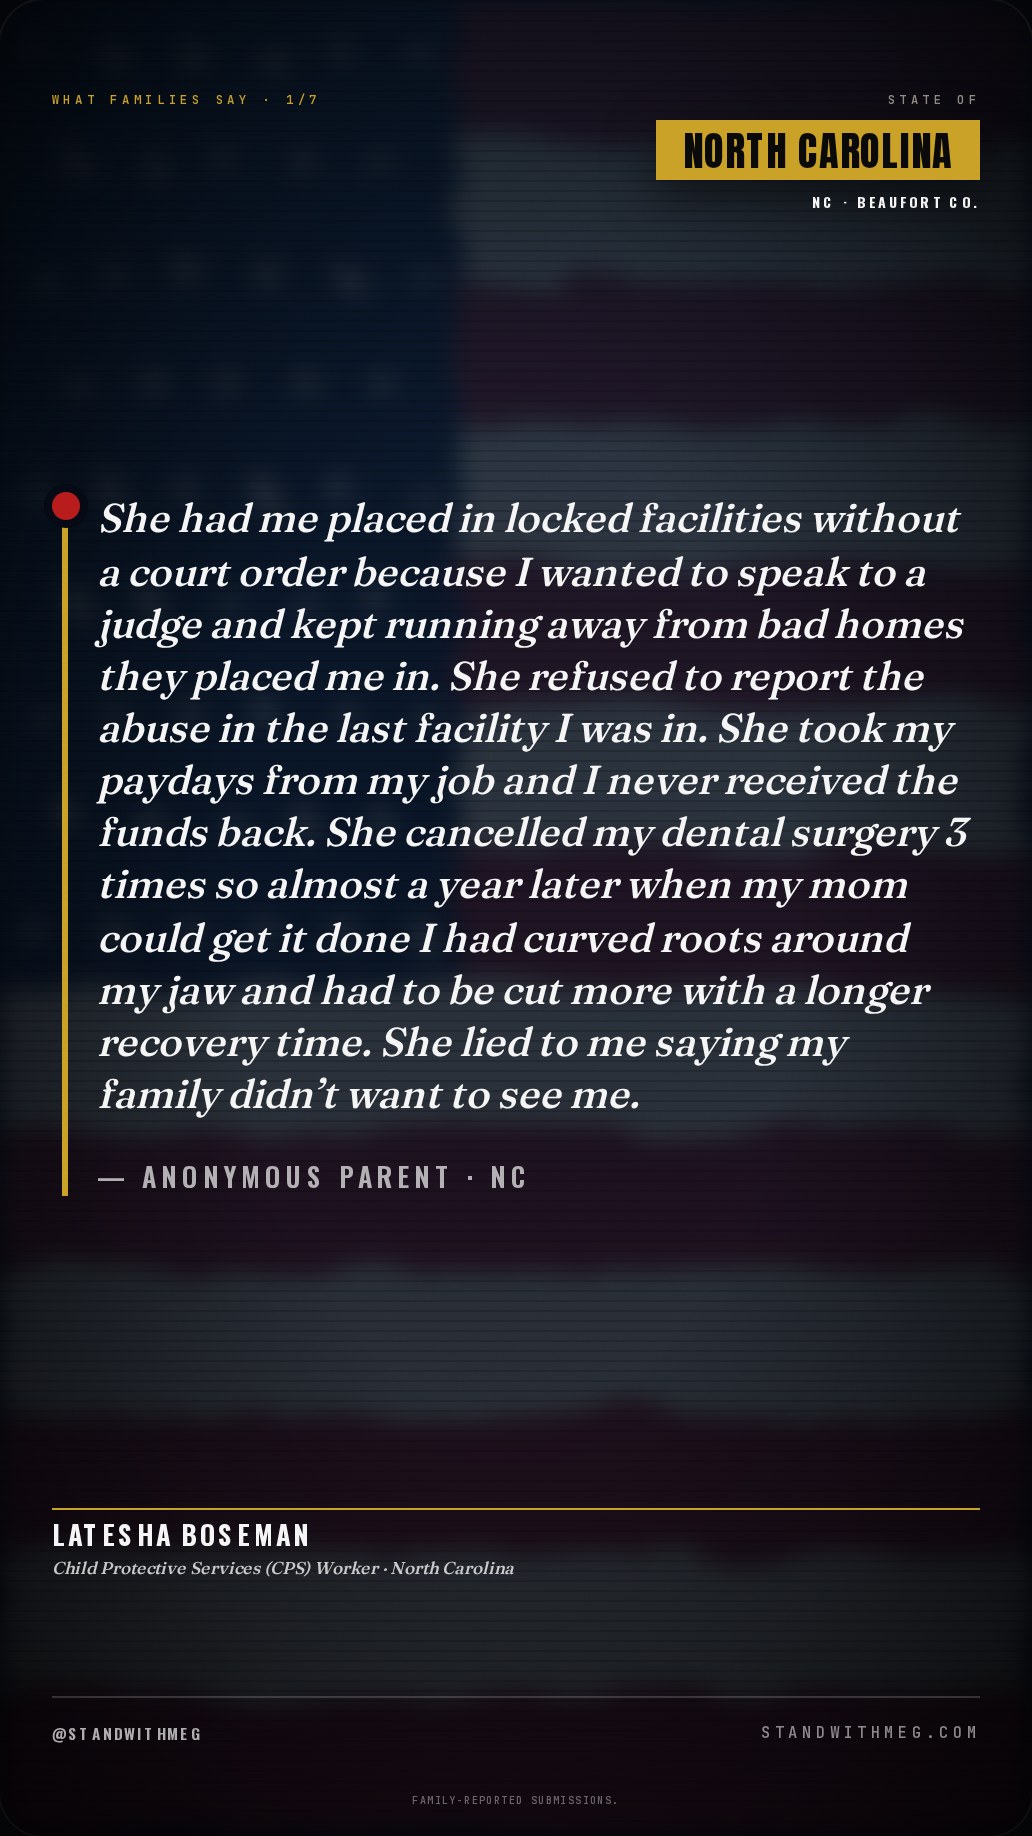 WHAT FAMILIES SAY · 1/7
STATE OF
NORTH CAROLINA
NC · BEAUFORT CO.
She had me placed in locked facilities without
a court order because I wanted to speak to a
judge and kept running away from bad homes
they placed me in. She refused to report the
abuse in the last facility I was in. She took my
paydays from my job and I never received the
funds back. She cancelled my dental surgery 3
times so almost a year later when my mom
could get it done I had curved roots around
my jaw and had to be cut more with a longer
recovery time. She lied to me saying my
family didn’t want to see me.
— ANONYMOUS PARENT · NC
LATESHA BOSEMAN
Child Protective Services (CPS) Worker · North Carolina
@STANDWITHMEG
STANDWITHMEG.COM
FAMILY-REPORTED SUBMISSIONS.